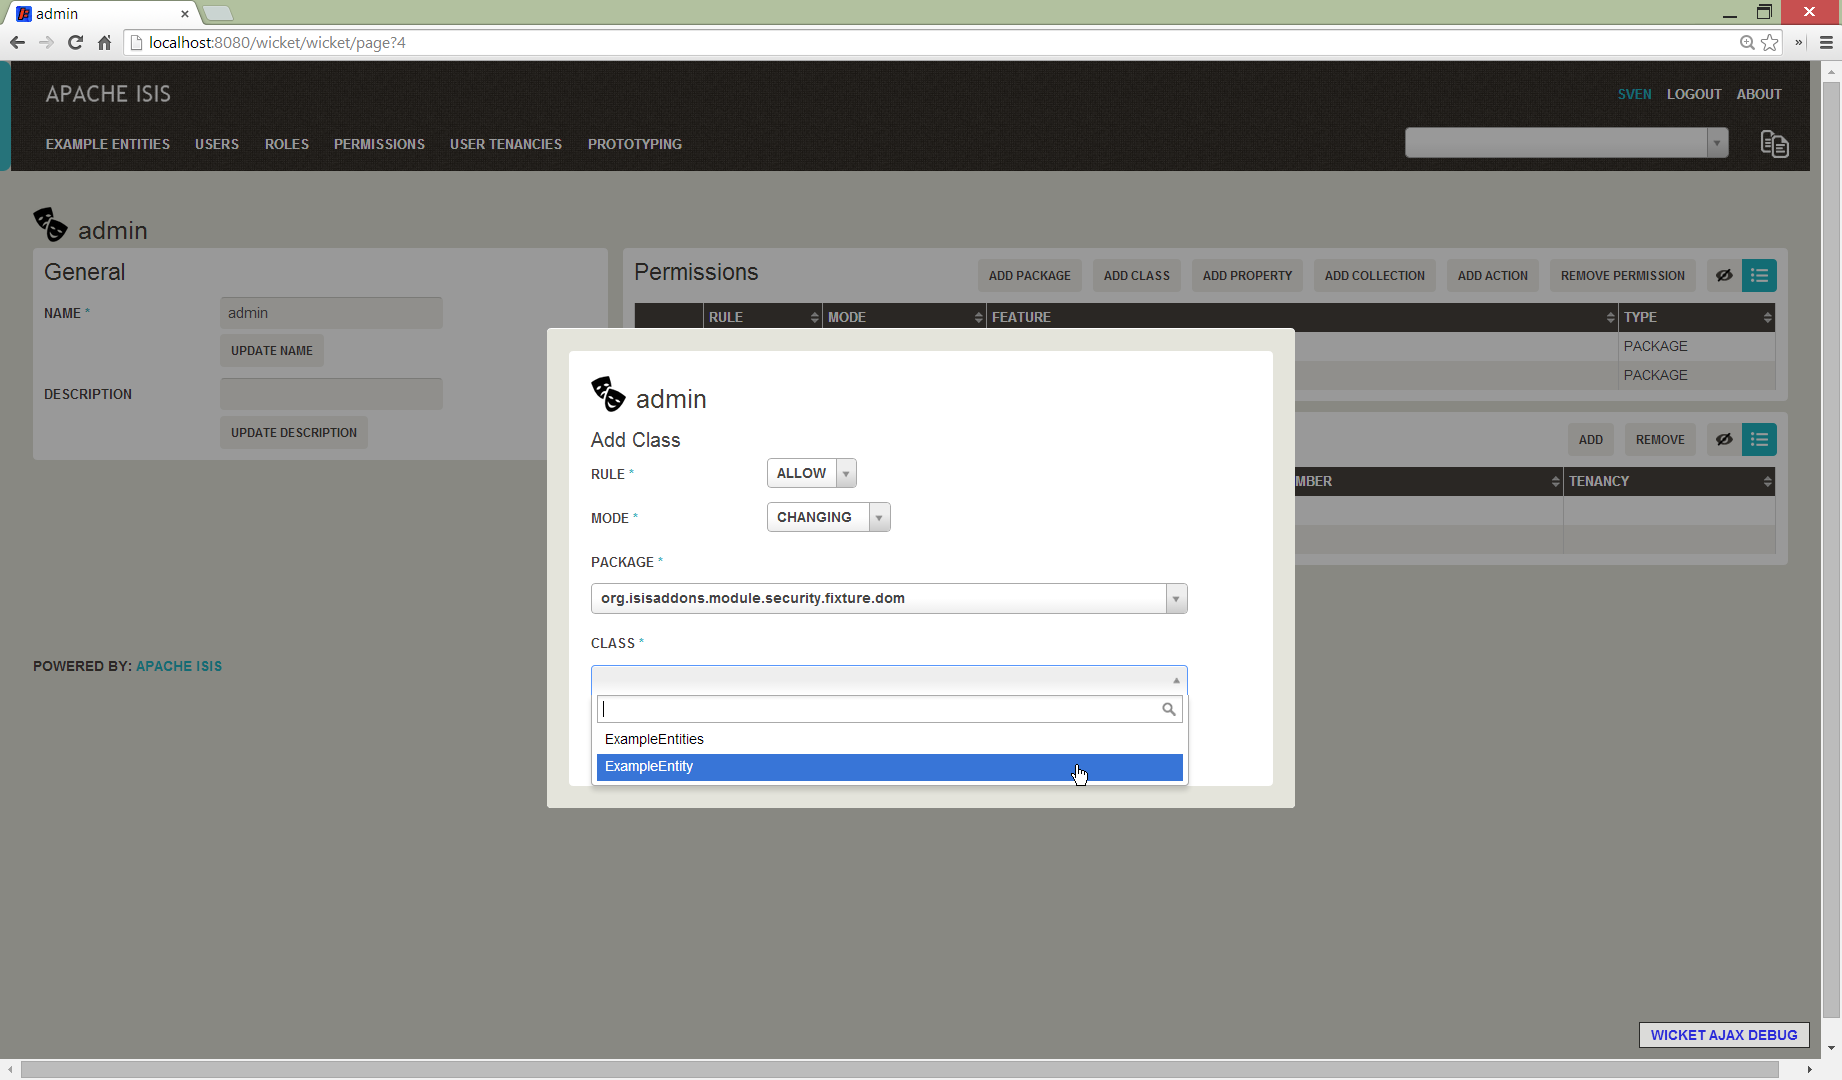 admin
localhost:8080/wicket/wicket/page?4
APACHE ISIS
SVEN LOGOUT ABOUT
EXAMPLE ENTITIES USERS ROLES PERMISSIONS USER TENANCIES PROTOTYPING
admin
General
NAME * admin
UPDATE NAME
DESCRIPTION
UPDATE DESCRIPTION
Permissions ADD PACKAGE ADD CLASS ADD PROPERTY ADD COLLECTION ADD ACTION REMOVE PERMISSION
RULE MODE FEATURE TYPE
PACKAGE
PACKAGE
ADD REMOVE
MBER TENANCY
admin
Add Class
RULE * ALLOW
MODE * CHANGING
PACKAGE *
org.isisaddons.module.security.fixture.dom
CLASS *
ExampleEntities
ExampleEntity
POWERED BY: APACHE ISIS
WICKET AJAX DEBUG